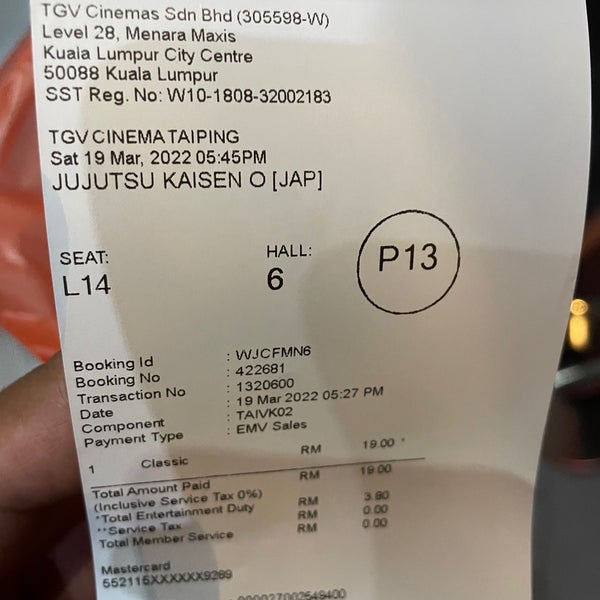 TGV Cinemas Sdn Bhd (305598-W)
Level 28, Menara Maxis
Kuala Lumpur City Centre
50088 Kuala Lumpur
SST Reg. No: W10-1808-32002183
TGV CINEMA TAIPING
Sat 19 Mar, 2022 05:45PM
JUJUTSU KAISEN O [JAP]
SEAT: HALL:
L14 6 P13
Booking Id : WJCFMN6
Booking No : 422681
Transaction No : 1320600
Date : 19 Mar 2022 05:27 PM
Component : TAIVK02
Payment Type : EMV Sales
1 Classic RM 19.00 *
Total Amount Paid RM 19.00
(Inclusive Service Tax 0%)
*Total Entertainment Duty RM 3.80
**Service Tax RM 0.00
Total Member Service RM 0.00
Mastercard
552115XXXXXX9289